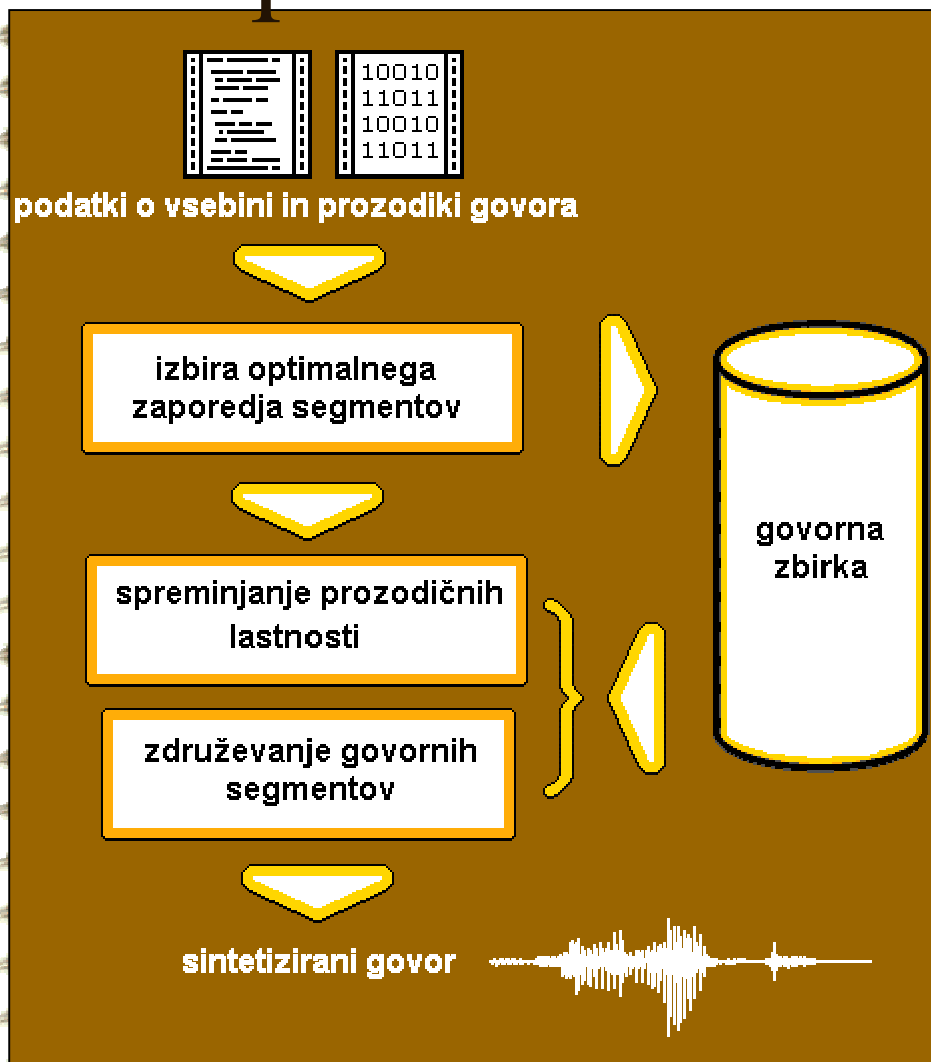 10010
11011
10010
11011
podatki o vsebini in prozodiki govora
izbira optimalnega
zaporedja segmentov
govorna
zbirka
spreminjanje prozodičnih
lastnosti
združevanje govornih
segmentov
sintetizirani govor